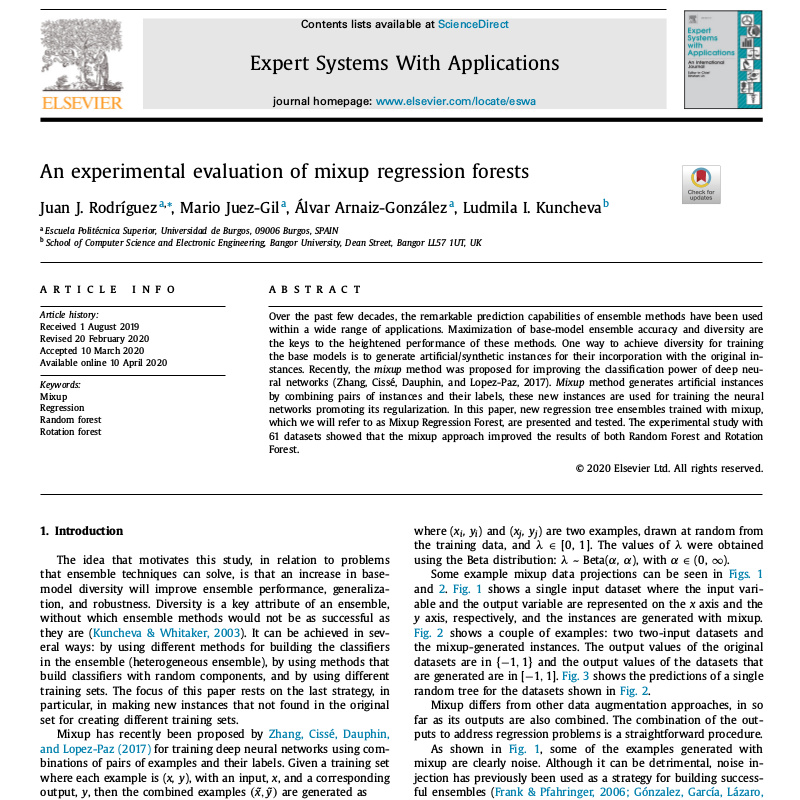 Contents lists available at ScienceDirect
Expert Systems With Applications
journal homepage: www.elsevier.com/locate/eswa
ELSEVIER
Expert
Systems
with
Applications
An International
Journal
An experimental evaluation of mixup regression forests
Check for
updates
Juan J. Rodríguez a,*, Mario Juez-Gil a, Álvar Arnaiz-González a, Ludmila I. Kuncheva b
a Escuela Politécnica Superior, Universidad de Burgos, 09006 Burgos, SPAIN
b School of Computer Science and Electronic Engineering, Bangor University, Dean Street, Bangor LL57 1UT, UK
ARTICLE INFO
Article history:
Received 1 August 2019
Revised 20 February 2020
Accepted 10 March 2020
Available online 10 April 2020
Keywords:
Mixup
Regression
Random forest
Rotation forest
ABSTRACT
Over the past few decades, the remarkable prediction capabilities of ensemble methods have been used
within a wide range of applications. Maximization of base-model ensemble accuracy and diversity are
the keys to the heightened performance of these methods. One way to achieve diversity for training
the base models is to generate artificial/synthetic instances for their incorporation with the original in-
stances. Recently, the mixup method was proposed for improving the classification power of deep neu-
ral networks (Zhang, Cissé, Dauphin, and Lopez-Paz, 2017). Mixup method generates artificial instances
by combining pairs of instances and their labels, these new instances are used for training the neural
networks promoting its regularization. In this paper, new regression tree ensembles trained with mixup,
which we will refer to as Mixup Regression Forest, are presented and tested. The experimental study with
61 datasets showed that the mixup approach improved the results of both Random Forest and Rotation
Forest.
© 2020 Elsevier Ltd. All rights reserved.
1. Introduction
The idea that motivates this study, in relation to problems
that ensemble techniques can solve, is that an increase in base-
model diversity will improve ensemble performance, generaliza-
tion, and robustness. Diversity is a key attribute of an ensemble,
without which ensemble methods would not be as successful as
they are (Kuncheva & Whitaker, 2003). It can be achieved in sev-
eral ways: by using different methods for building the classifiers
in the ensemble (heterogeneous ensemble), by using methods that
build classifiers with random components, and by using different
training sets. The focus of this paper rests on the last strategy, in
particular, in making new instances that not found in the original
set for creating different training sets.
Mixup has recently been proposed by Zhang, Cissé, Dauphin,
and Lopez-Paz (2017) for training deep neural networks using com-
binations of pairs of examples and their labels. Given a training set
where each example is (x, y), with an input, x, and a corresponding
output, y, then the combined examples (x̃, ỹ) are generated as
where (xi, yi) and (xj, yj) are two examples, drawn at random from
the training data, and λ ∈ [0, 1]. The values of λ were obtained
using the Beta distribution: λ ~ Beta(α, α), with α ∈ (0, ∞).
Some example mixup data projections can be seen in Figs. 1
and 2. Fig. 1 shows a single input dataset where the input vari-
able and the output variable are represented on the x axis and the
y axis, respectively, and the instances are generated with mixup.
Fig. 2 shows a couple of examples: two two-input datasets and
the mixup-generated instances. The output values of the original
datasets are in {−1, 1} and the output values of the datasets that
are generated are in [−1, 1]. Fig. 3 shows the predictions of a single
random tree for the datasets shown in Fig. 2.
Mixup differs from other data augmentation approaches, in so
far as its outputs are also combined. The combination of the out-
puts to address regression problems is a straightforward procedure.
As shown in Fig. 1, some of the examples generated with
mixup are clearly noise. Although it can be detrimental, noise in-
jection has previously been used as a strategy for building success-
ful ensembles (Frank & Pfahringer, 2006; Gónzalez, García, Lázaro,